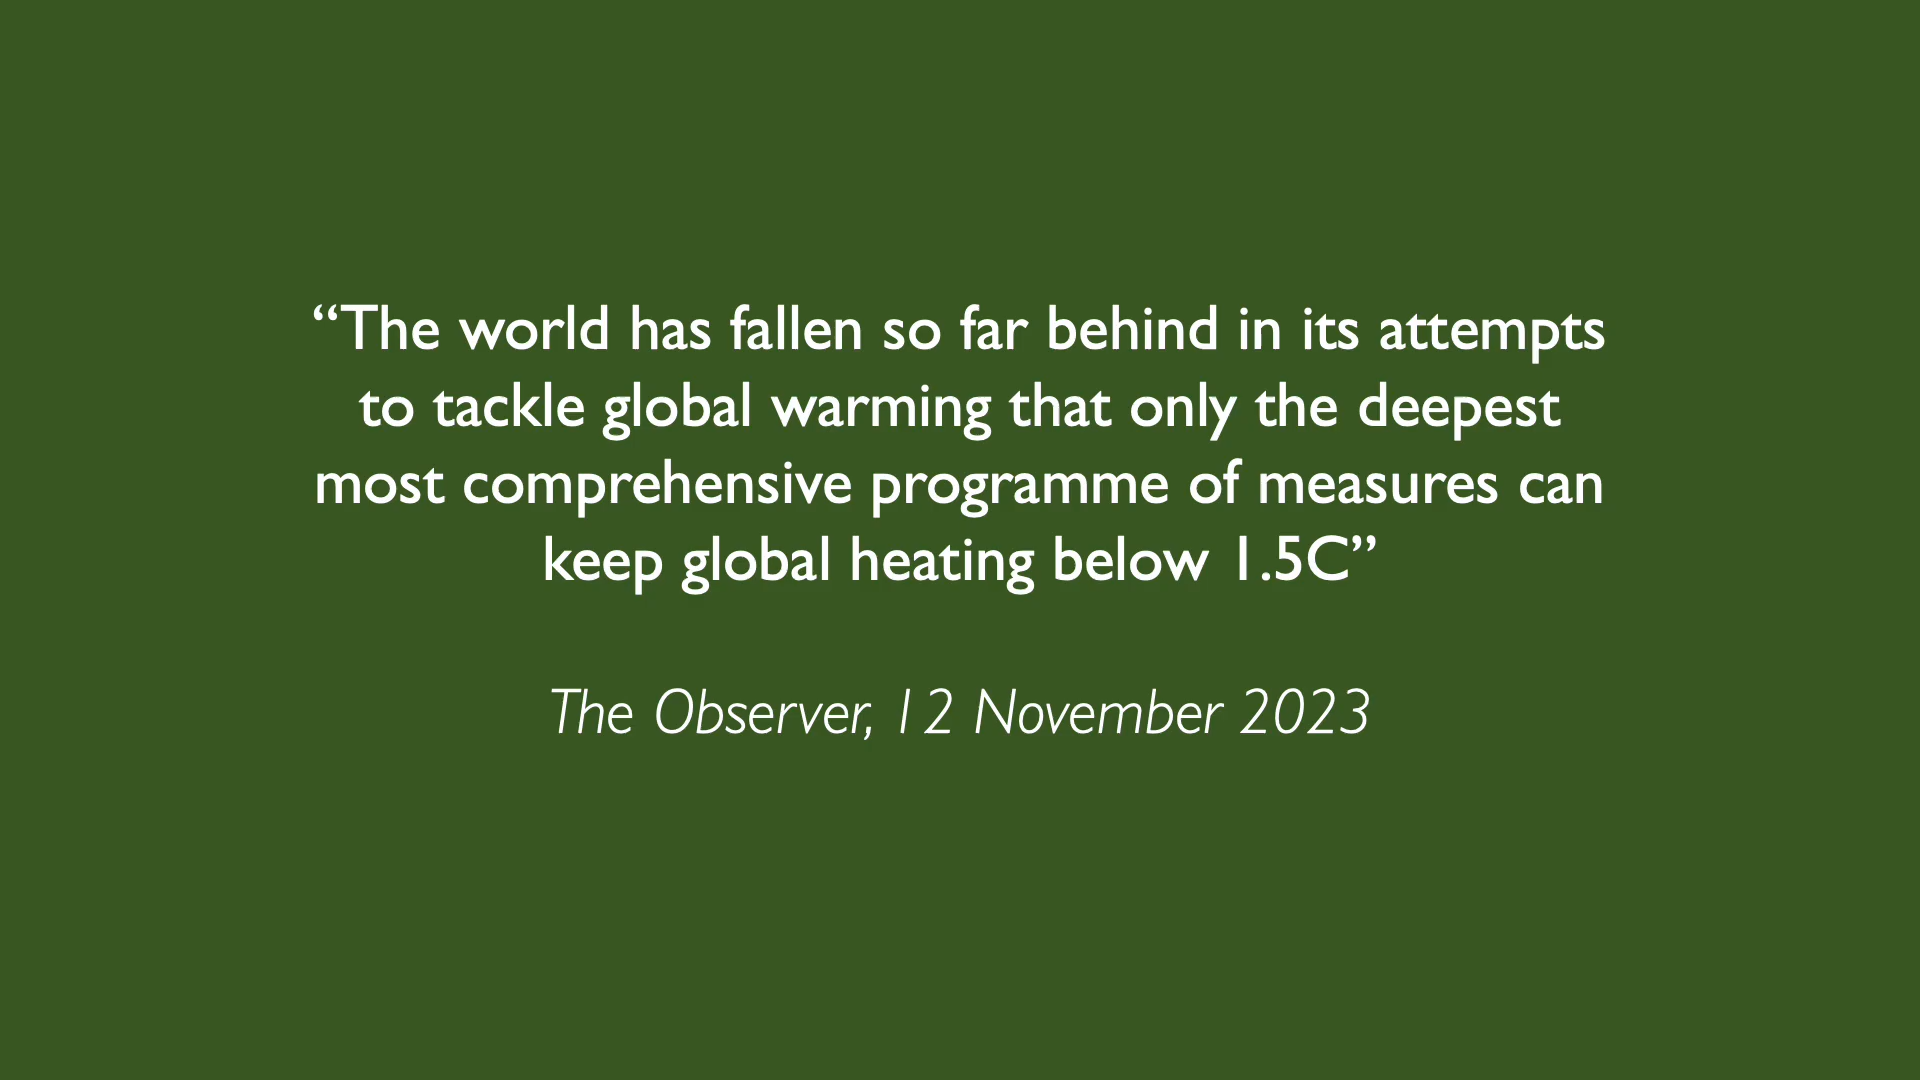 “The world has fallen so far behind in its attempts
to tackle global warming that only the deepest
most comprehensive programme of measures can
keep global heating below 1.5C”
The Observer, 12 November 2023